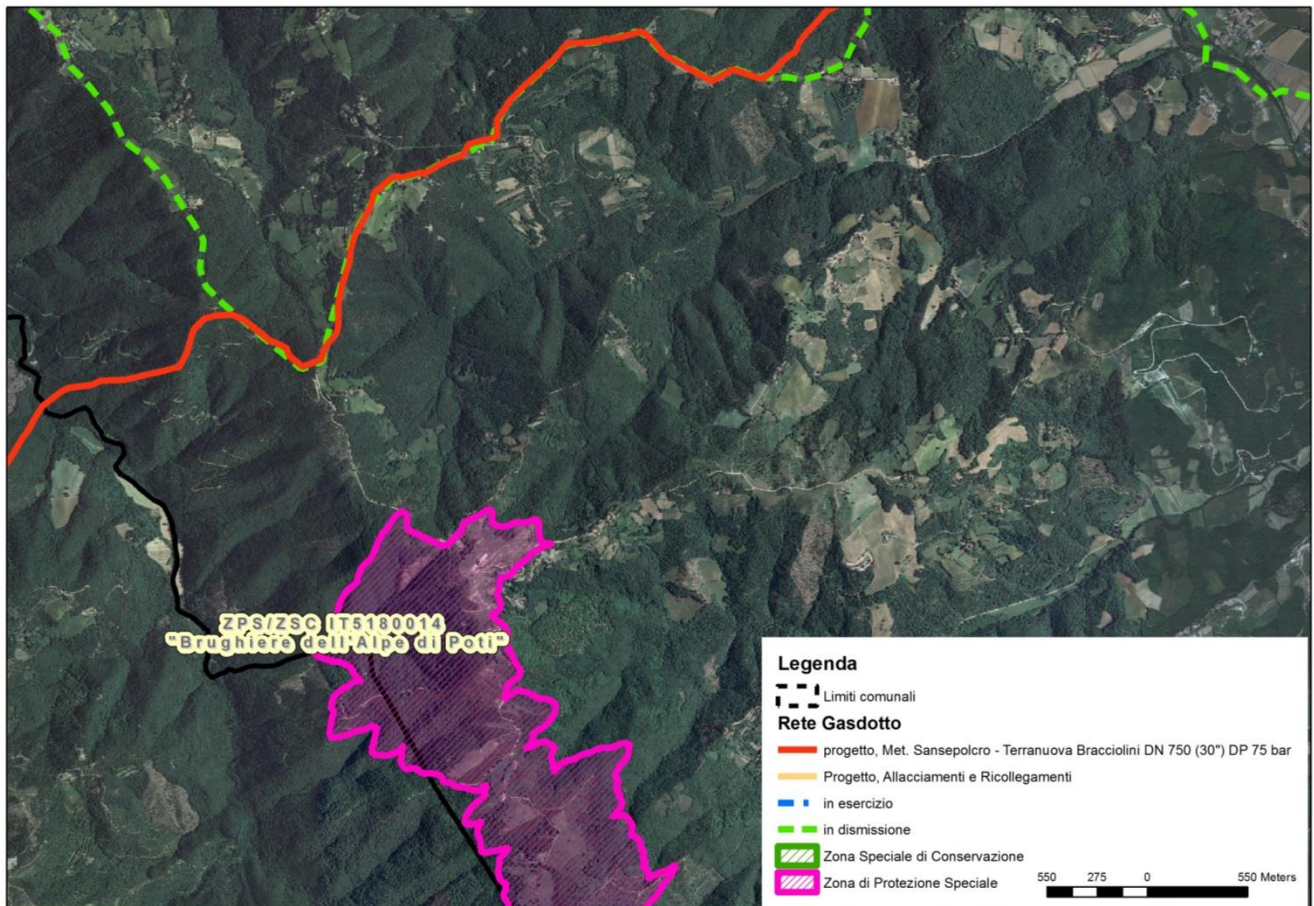 ZPS/ZSC IT5180014
"Brughiere dell'Alpe di Poti"
Legenda
Limiti comunali
Rete Gasdotto
progetto, Met. Sansepolcro - Terranuova Bracciolini DN 750 (30") DP 75 bar
Progetto, Allacciamenti e Ricollegamenti
in esercizio
in dismissione
Zona Speciale di Conservazione
Zona di Protezione Speciale
550 275 0 550 Meters